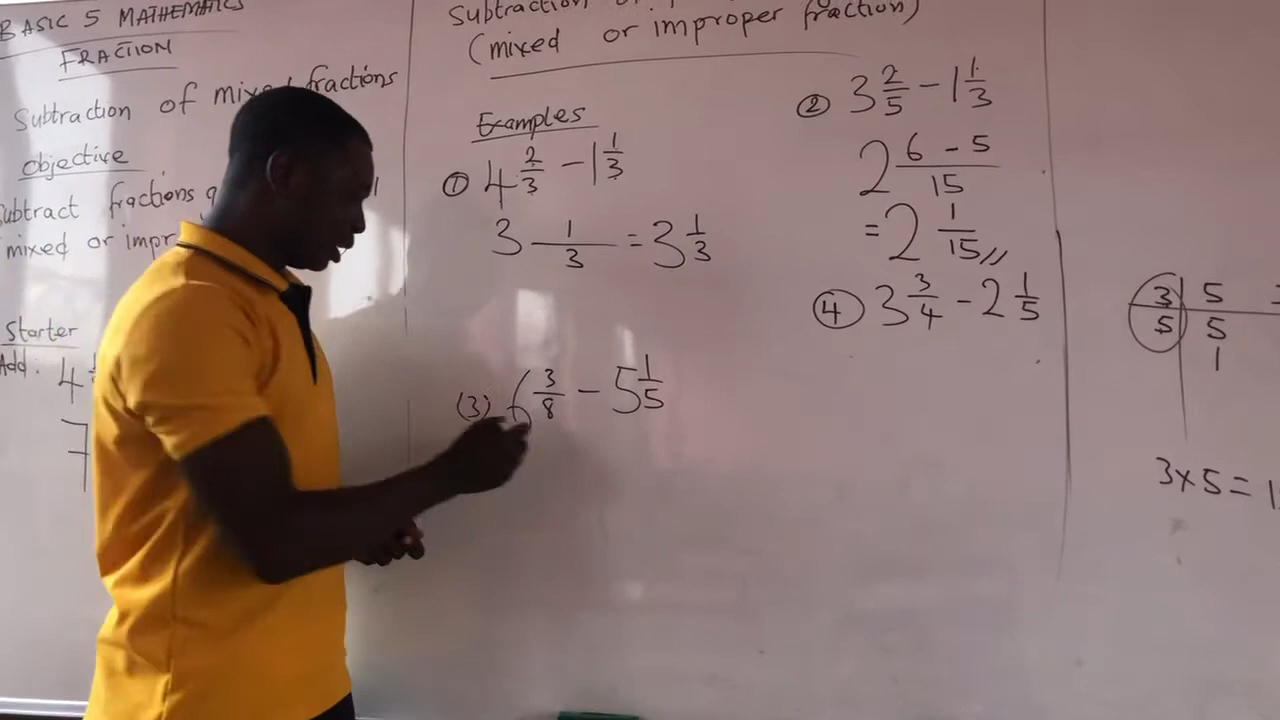 BASIC 5 MATHEMATICS
FRACTION
Subtraction of mixed fractions
Objective
Subtract fractions
mixed or
Starter
Add: 4
7
Subtraction
(mixed or improper fraction)
Examples
① 4 2/3 - 1 1/3
3 1/3 = 3 1/3
(3) 6 3/8 - 5 1/5
② 3 2/5 - 1 1/3
2 6 - 5/15
= 2 1/15 //
④ 3 3/4 - 2 1/5
3 | 5
5 | 5
1
3 x 5 =